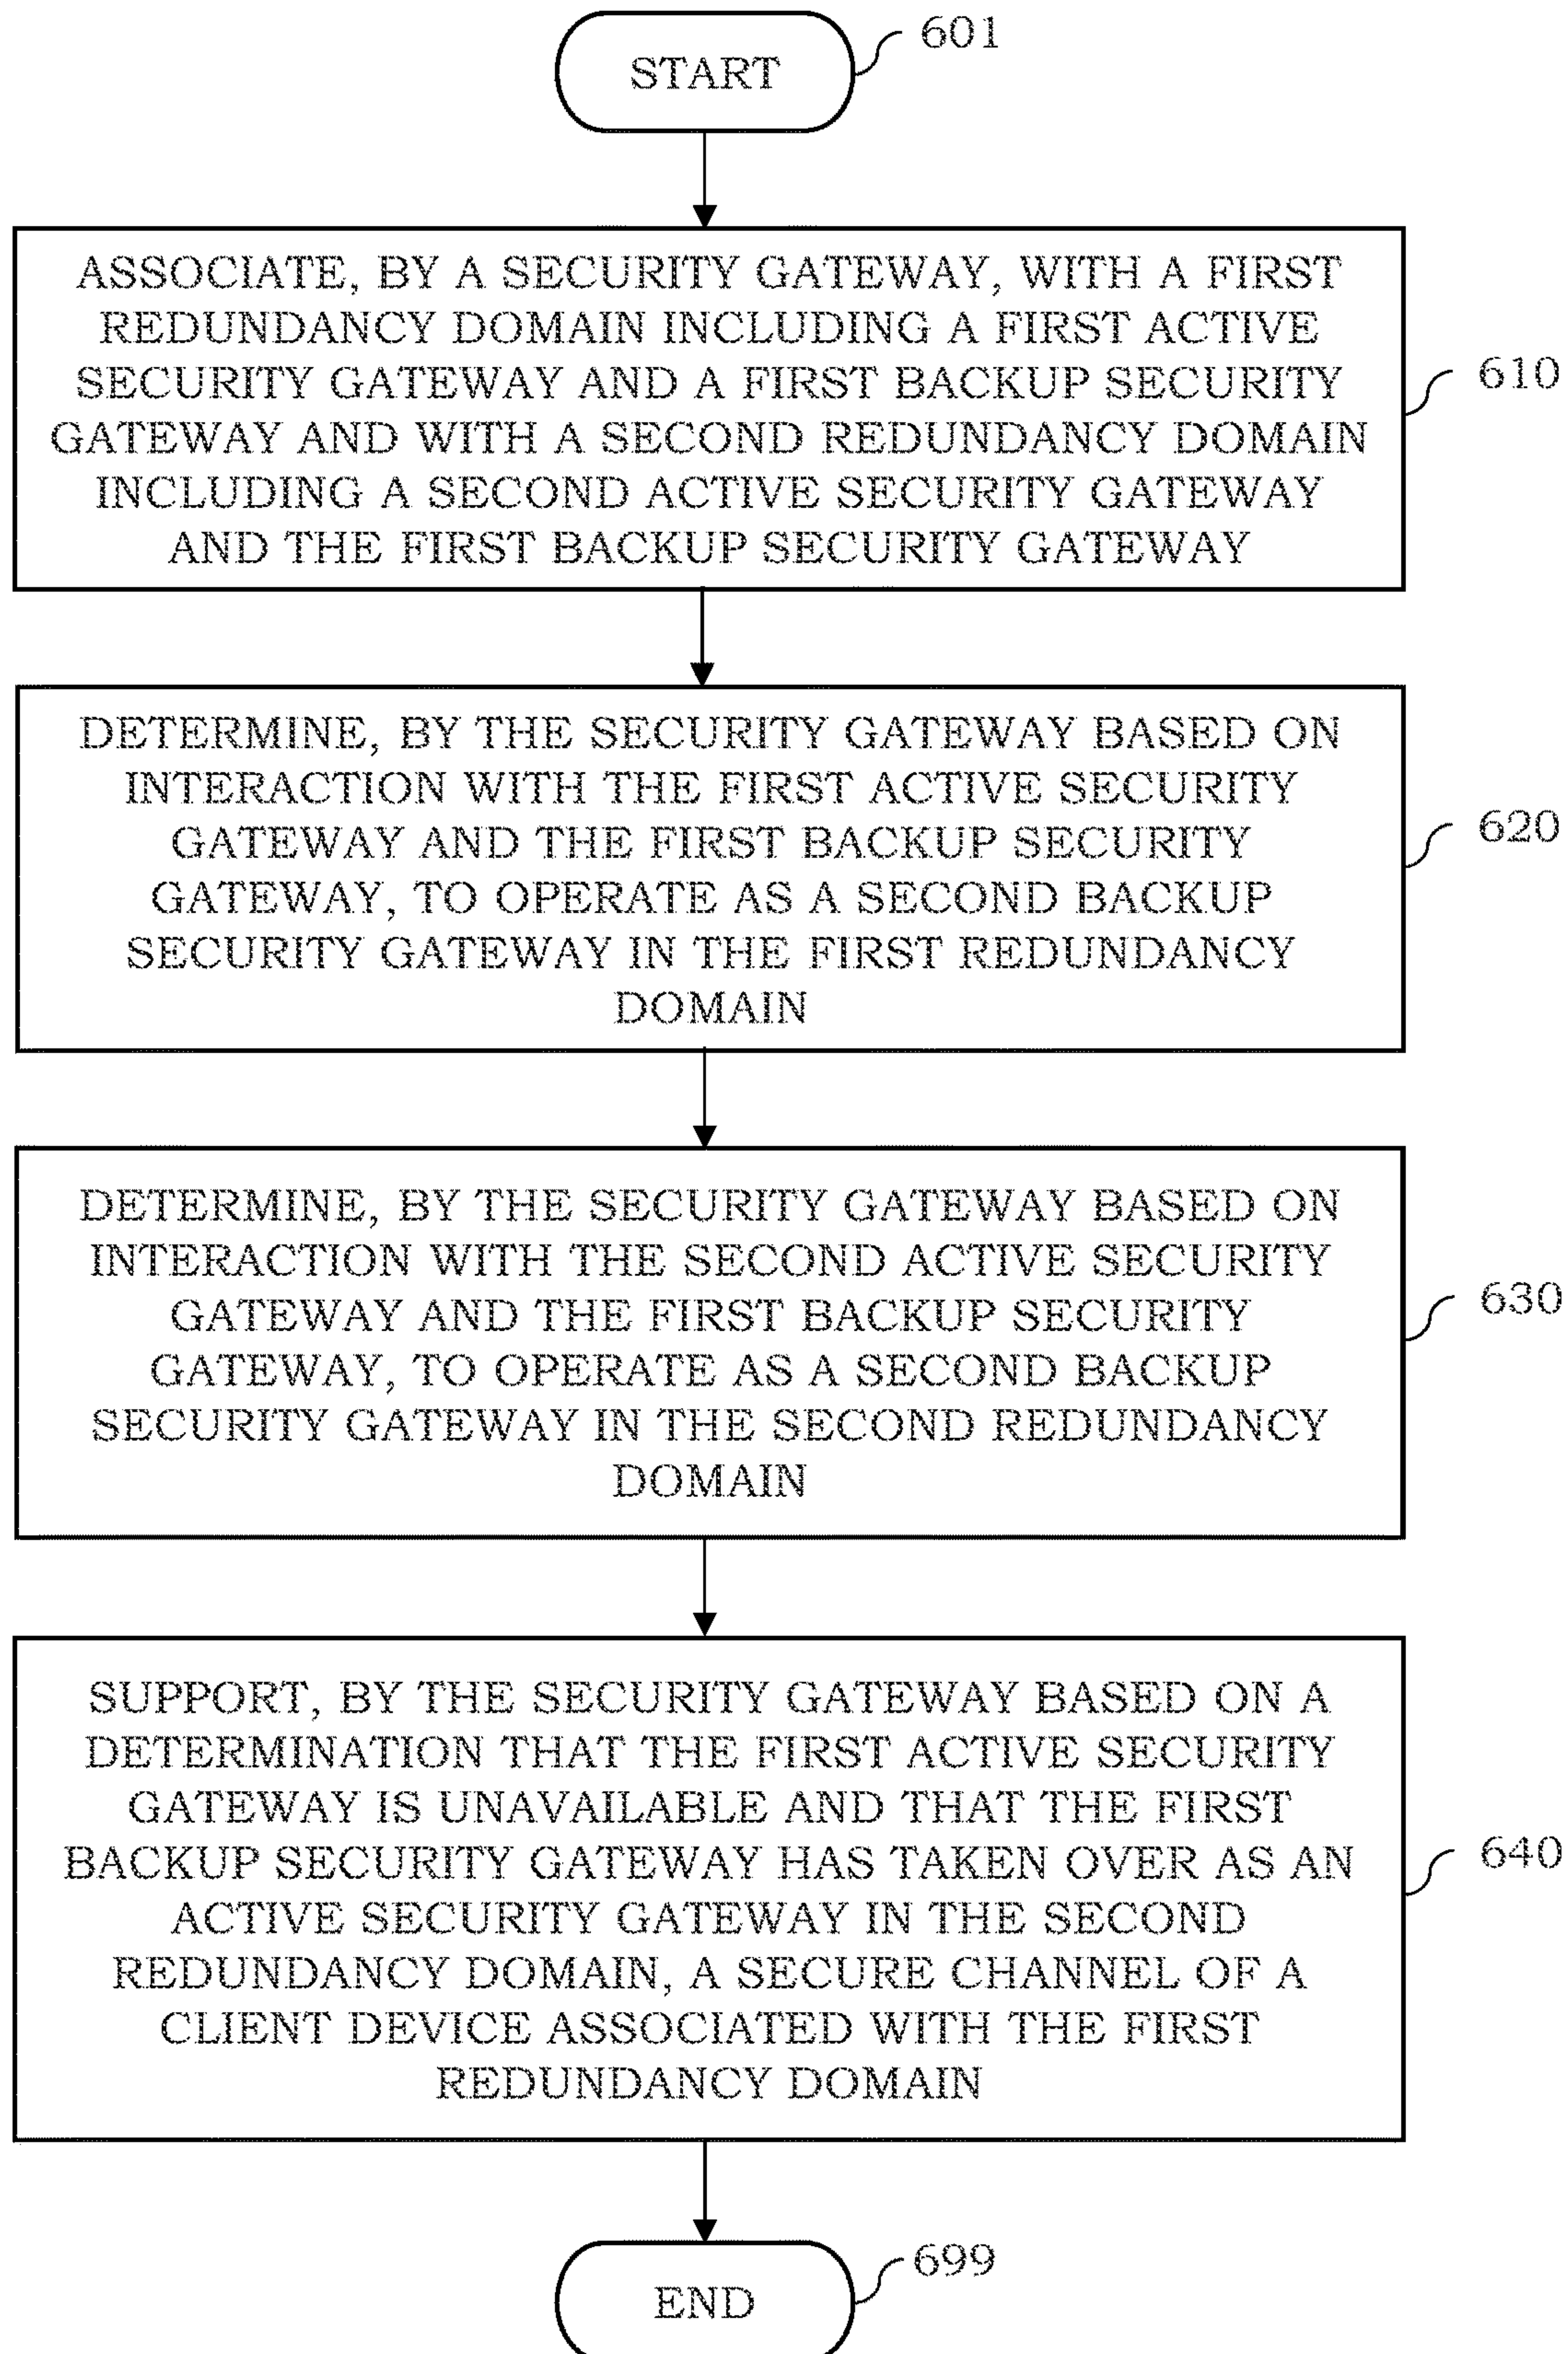 START
601
ASSOCIATE, BY A SECURITY GATEWAY, WITH A FIRST
REDUNDANCY DOMAIN INCLUDING A FIRST ACTIVE
SECURITY GATEWAY AND A FIRST BACKUP SECURITY
GATEWAY AND WITH A SECOND REDUNDANCY DOMAIN
INCLUDING A SECOND ACTIVE SECURITY GATEWAY
AND THE FIRST BACKUP SECURITY GATEWAY
610
DETERMINE, BY THE SECURITY GATEWAY BASED ON
INTERACTION WITH THE FIRST ACTIVE SECURITY
GATEWAY AND THE FIRST BACKUP SECURITY
GATEWAY, TO OPERATE AS A SECOND BACKUP
SECURITY GATEWAY IN THE FIRST REDUNDANCY
DOMAIN
620
DETERMINE, BY THE SECURITY GATEWAY BASED ON
INTERACTION WITH THE SECOND ACTIVE SECURITY
GATEWAY AND THE FIRST BACKUP SECURITY
GATEWAY, TO OPERATE AS A SECOND BACKUP
SECURITY GATEWAY IN THE SECOND REDUNDANCY
DOMAIN
630
SUPPORT, BY THE SECURITY GATEWAY BASED ON A
DETERMINATION THAT THE FIRST ACTIVE SECURITY
GATEWAY IS UNAVAILABLE AND THAT THE FIRST
BACKUP SECURITY GATEWAY HAS TAKEN OVER AS AN
ACTIVE SECURITY GATEWAY IN THE SECOND
REDUNDANCY DOMAIN, A SECURE CHANNEL OF A
CLIENT DEVICE ASSOCIATED WITH THE FIRST
REDUNDANCY DOMAIN
640
END
699